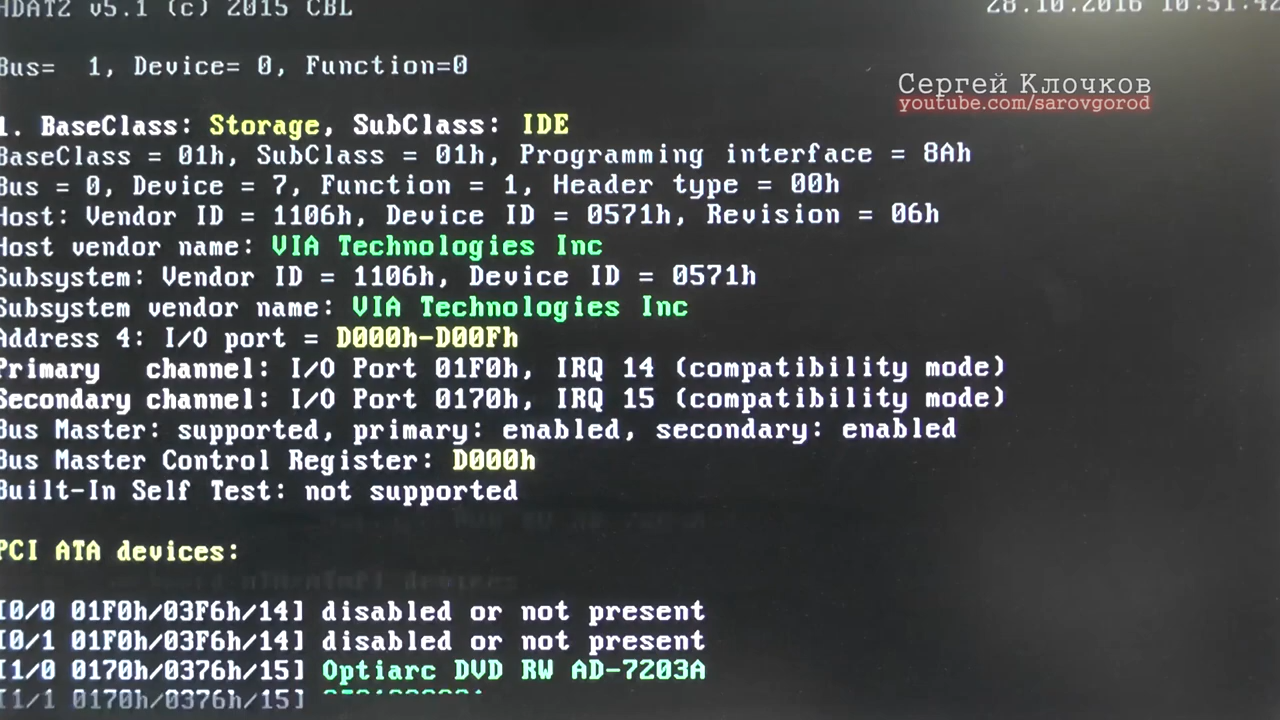 HDAT2 v5.1 (c) 2015 CBL
28.10.2016 10:51:42
Bus= 1, Device= 0, Function=0
Сергей Клочков
youtube.com/sarovgorod
1. BaseClass: Storage, SubClass: IDE
BaseClass = 01h, SubClass = 01h, Programming interface = 8Ah
Bus = 0, Device = 7, Function = 1, Header type = 00h
Host: Vendor ID = 1106h, Device ID = 0571h, Revision = 06h
Host vendor name: VIA Technologies Inc
Subsystem: Vendor ID = 1106h, Device ID = 0571h
Subsystem vendor name: VIA Technologies Inc
Address 4: I/O port = D000h-D00Fh
Primary channel: I/O Port 01F0h, IRQ 14 (compatibility mode)
Secondary channel: I/O Port 0170h, IRQ 15 (compatibility mode)
Bus Master: supported, primary: enabled, secondary: enabled
Bus Master Control Register: D000h
Built-In Self Test: not supported
PCI ATA devices:
[0/0 01F0h/03F6h/14] disabled or not present
[0/1 01F0h/03F6h/14] disabled or not present
[1/0 0170h/0376h/15] Optiarc DVD RW AD-7203A
[1/1 0170h/0376h/15]